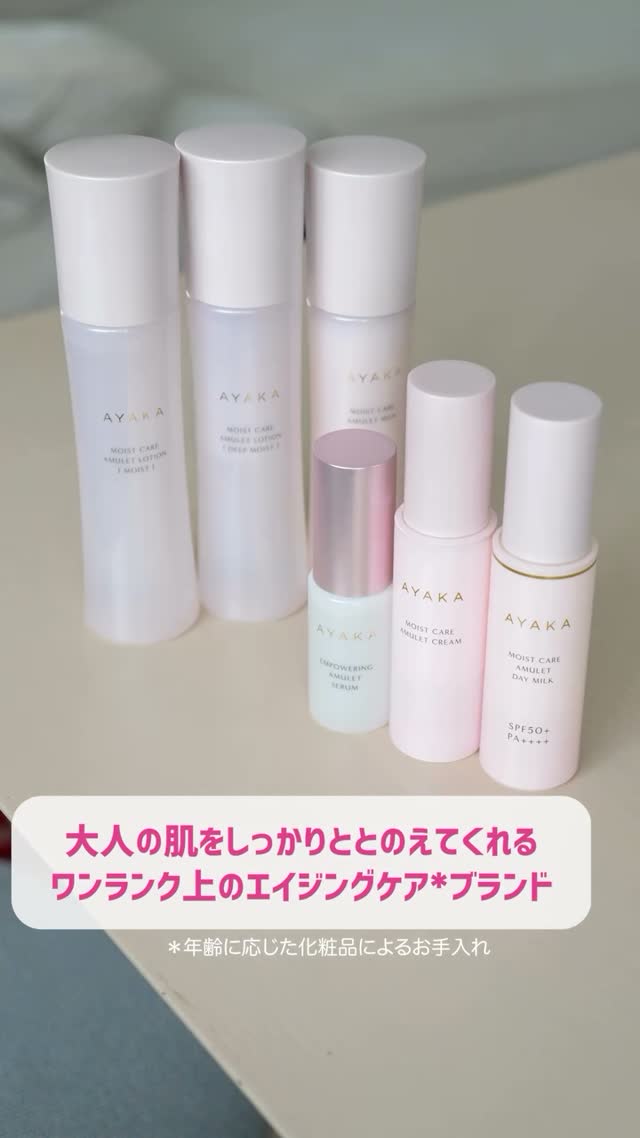 AYAKA
MOIST CARE
AMULET LOTION
[ MOIST ]
AYAKA
MOIST CARE
AMULET LOTION
[ DEEP MOIST ]
AYAKA
MOIST CARE
AMULET MILK
AYAKA
EMPOWERING
AMULET
SERUM
AYAKA
MOIST CARE
AMULET CREAM
AYAKA
MOIST CARE
AMULET
DAY MILK
SPF50+
PA++++
大人の肌をしっかりととのえてくれる
ワンランク上のエイジングケア*ブランド
*年齢に応じた化粧品によるお手入れ